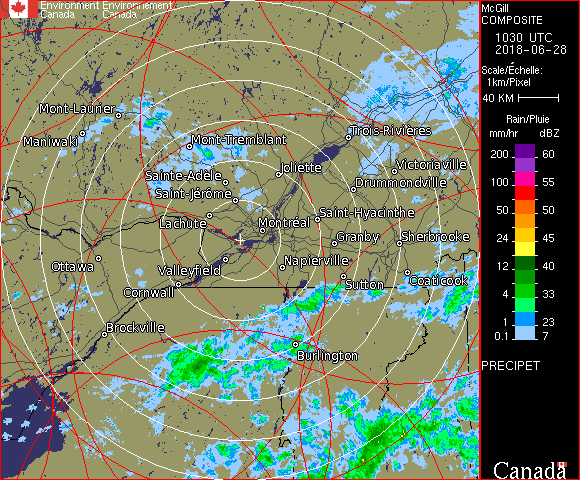 Environment Environnement
Canada Canada
McGill
COMPOSITE
1030 UTC
2018-06-28
Scale/Échelle:
1km/Pixel
40 KM
Rain/Pluie
mm/hr dBZ
200 60
150 57
100 55
50 50
24 45
12 40
4 33
1 23
0.1 7
PRECIPET
Canada
Mont-Laurier
Maniwaki
Mont-Tremblant
Trois-Rivières
Sainte-Adèle
Joliette
Victoriaville
Saint-Jérôme
Drummondville
Lachute
Montréal
Saint-Hyacinthe
Granby
Sherbrooke
Ottawa
Valleyfield
Napierville
Cornwall
Sutton
Coaticook
Brockville
Burlington